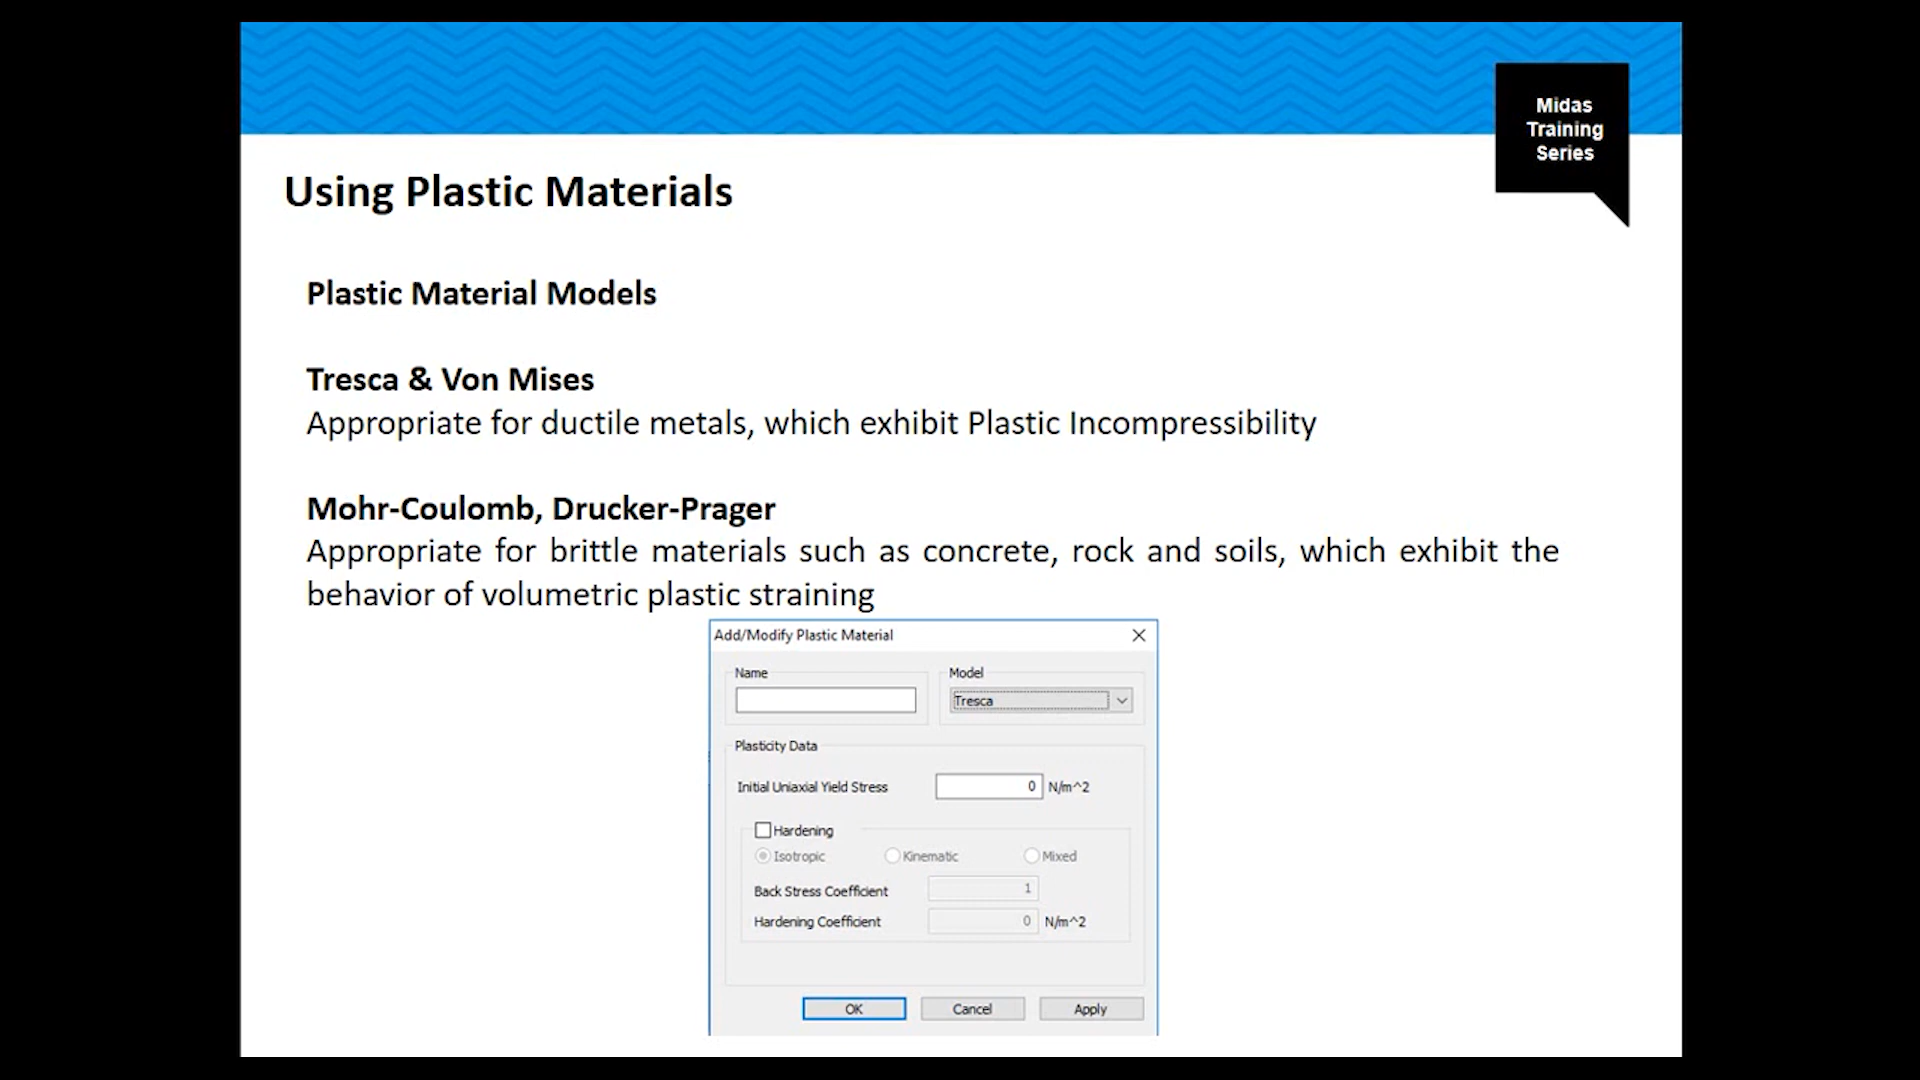 Midas
Training
Series
Using Plastic Materials
Plastic Material Models
Tresca & Von Mises
Appropriate for ductile metals, which exhibit Plastic Incompressibility
Mohr-Coulomb, Drucker-Prager
Appropriate for brittle materials such as concrete, rock and soils, which exhibit the
behavior of volumetric plastic straining
Add/Modify Plastic Material
Name
Model
Tresca
Plasticity Data
Initial Uniaxial Yield Stress 0 N/m^2
Hardening
Isotropic Kinematic Mixed
Back Stress Coefficient 1
Hardening Coefficient 0 N/m^2
OK Cancel Apply